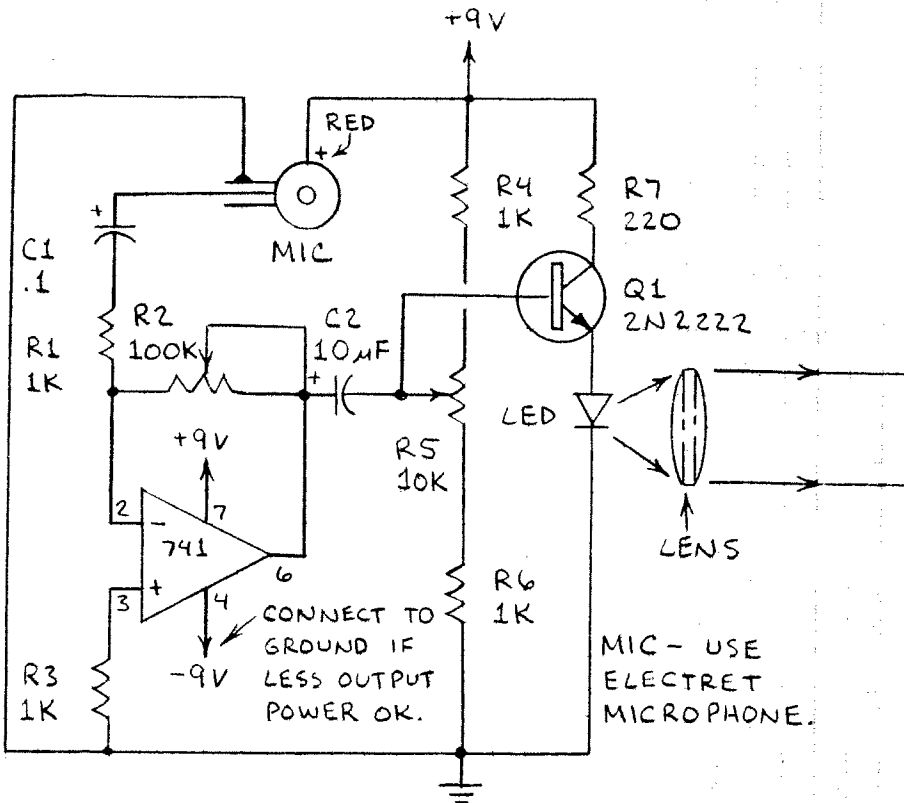 +9V
RED
+
MIC
+
C1
.1
R4
1K
R7
220
Q1
2N2222
R1
1K
R2
100K
C2
10µF
+
LED
R5
10K
LENS
+9V
2
-
7
741
6
3
+
4
-9V
CONNECT TO
GROUND IF
LESS OUTPUT
POWER OK.
R3
1K
R6
1K
MIC - USE
ELECTRET
MICROPHONE.